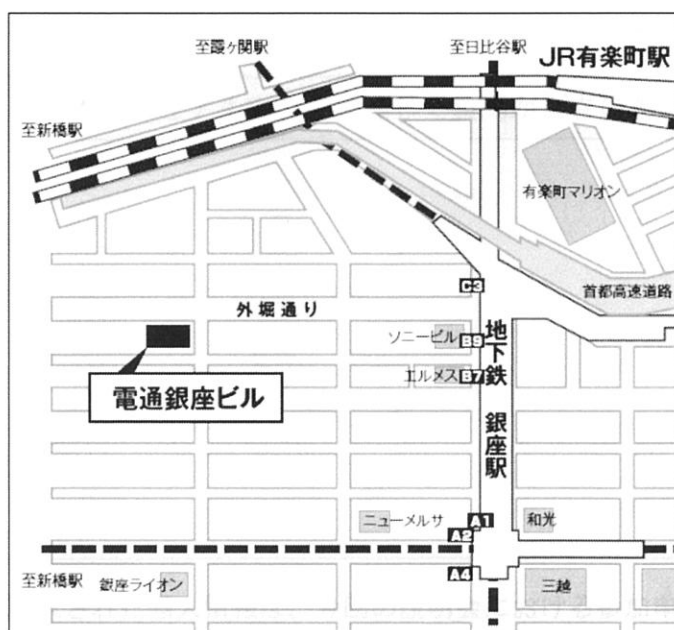 至霞ヶ関駅
至日比谷駅
JR有楽町駅
至新橋駅
有楽町マリオン
C3
首都高速道路
外堀通り
ソニービル
B9
地下鉄 銀座駅
エルメス
B7
電通銀座ビル
ニューメルサ
A1
和光
A2
至新橋駅
銀座ライオン
A4
三越